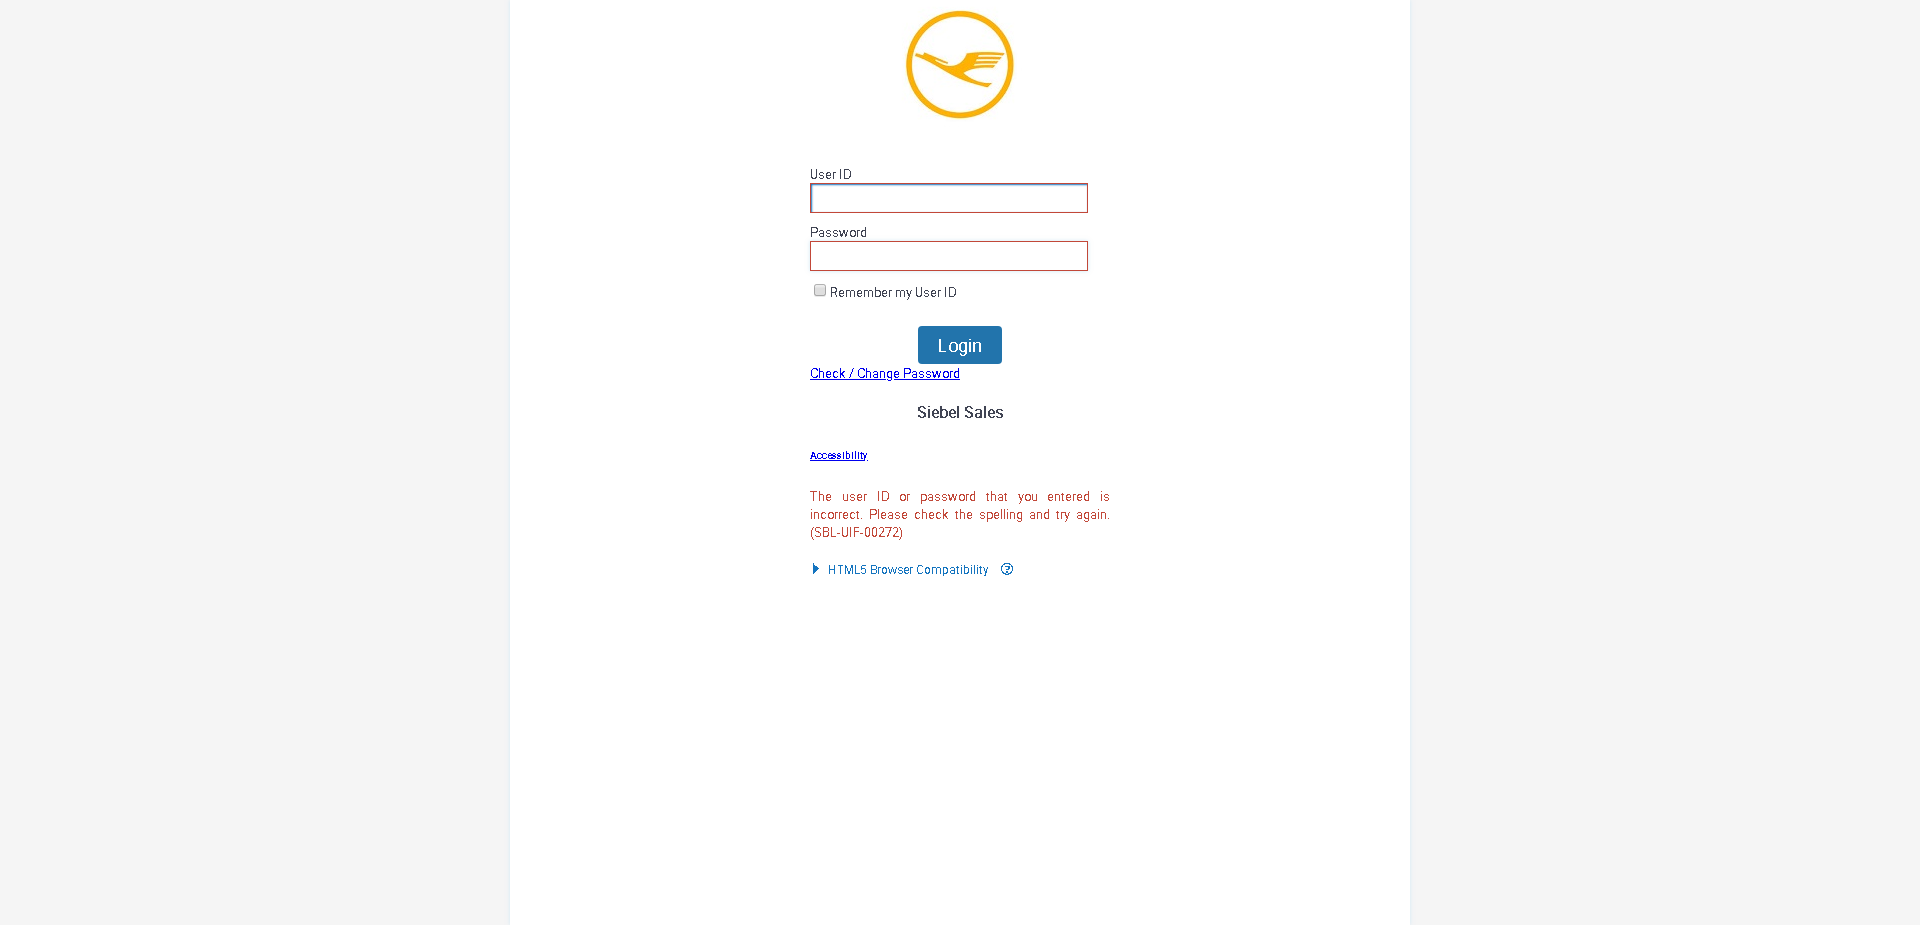 User ID
Password
Remember my User ID
Login
Check / Change Password
Siebel Sales
Accessibility
The user ID or password that you entered is
incorrect. Please check the spelling and try again.
(SBL-UIF-00272)
HTML5 Browser Compatibility ?